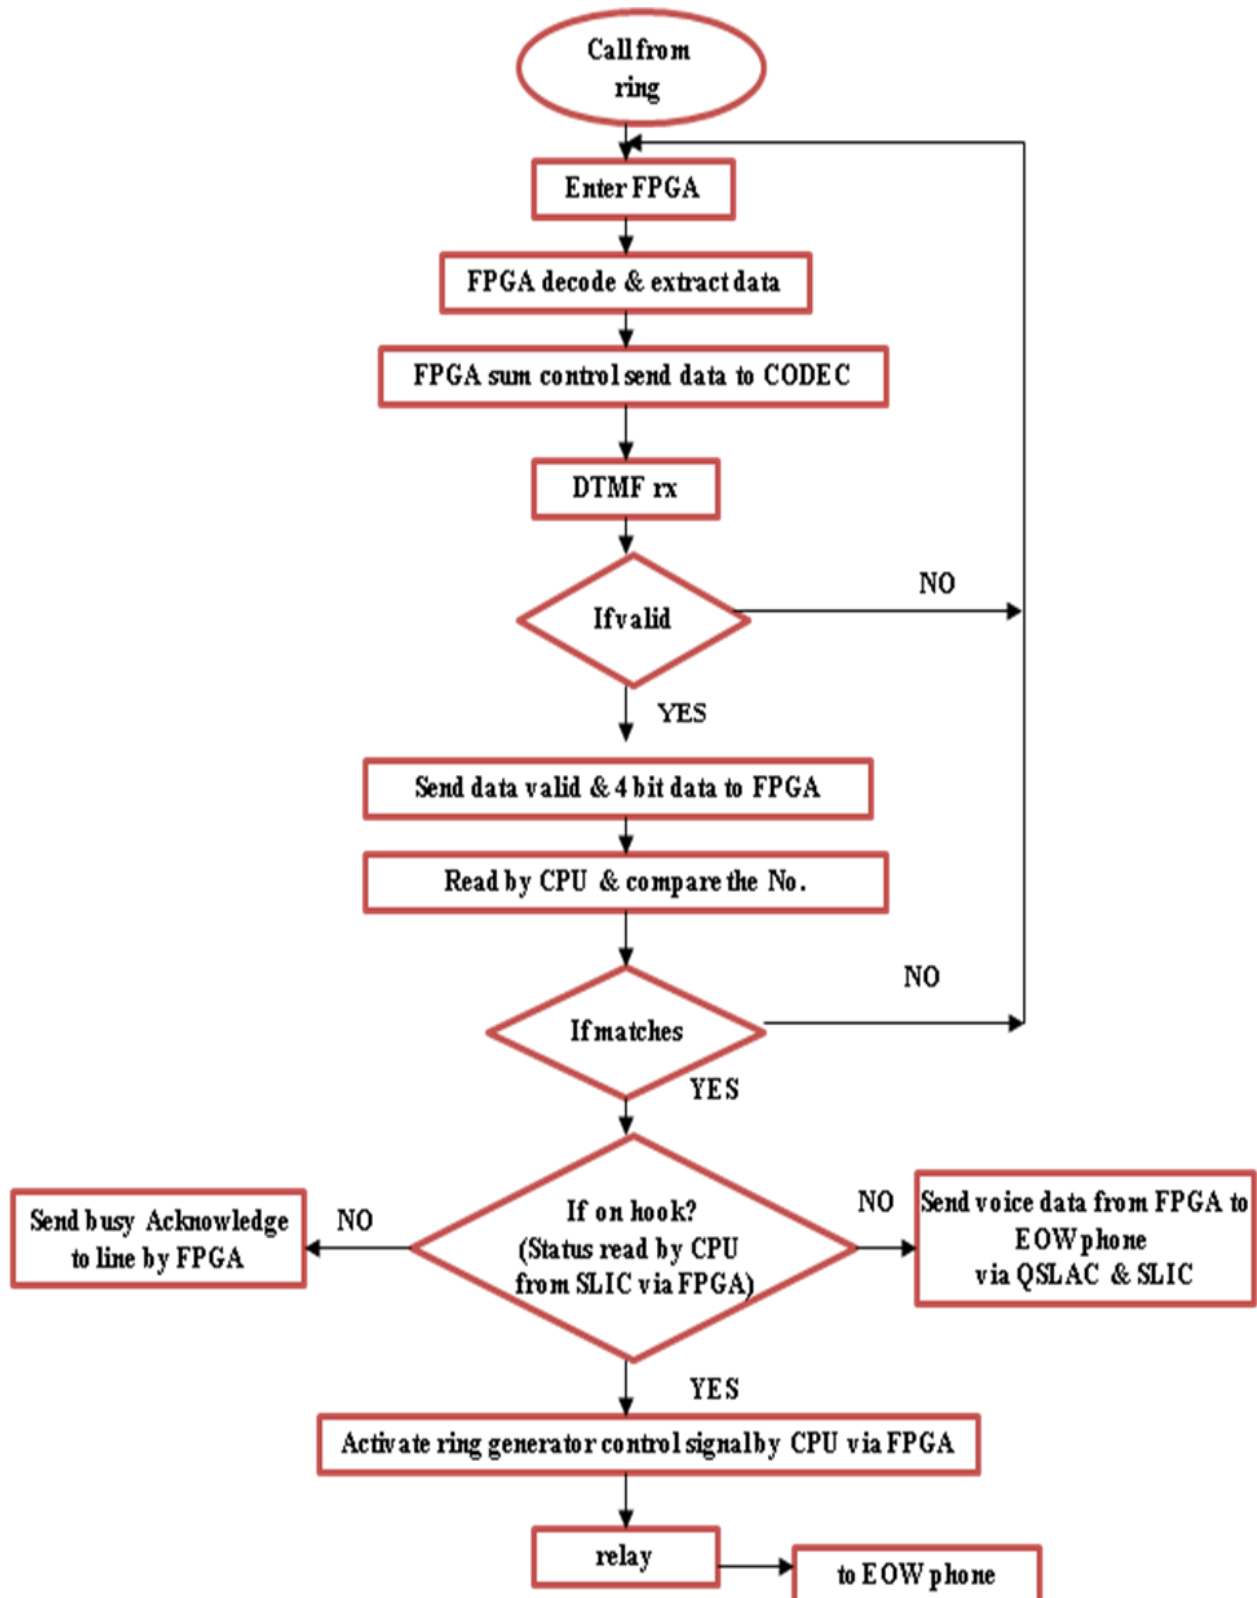 Call from
ring
Enter FPGA
FPGA decode & extract data
FPGA sum control send data to CODEC
DTMF rx
If valid
NO
YES
Send data valid & 4 bit data to FPGA
Read by CPU & compare the No.
If matches
NO
YES
Send busy Acknowledge
to line by FPGA
NO
If on hook?
(Status read by CPU
from SLIC via FPGA)
NO
Send voice data from FPGA to
EOW phone
via QSLAC & SLIC
YES
Activate ring generator control signal by CPU via FPGA
relay
to EOW phone